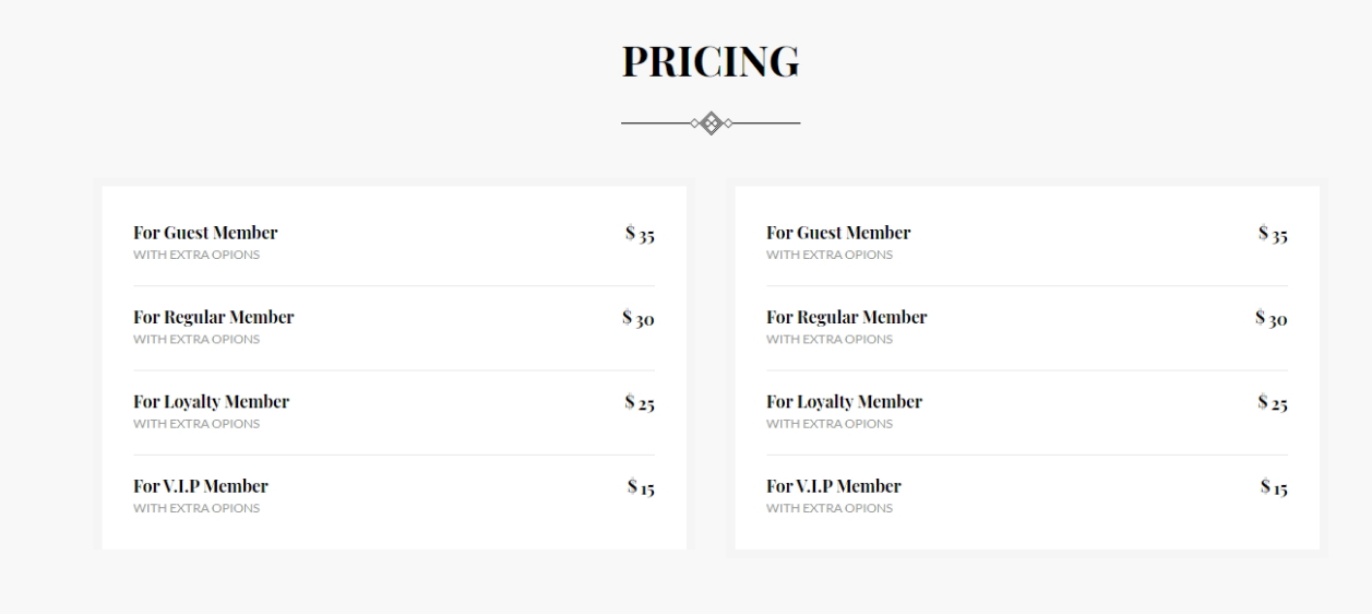 PRICING
For Guest Member $ 35
WITH EXTRA OPIONS
For Regular Member $ 30
WITH EXTRA OPIONS
For Loyalty Member $ 25
WITH EXTRA OPIONS
For V.I.P Member $ 15
WITH EXTRA OPIONS
For Guest Member $ 35
WITH EXTRA OPIONS
For Regular Member $ 30
WITH EXTRA OPIONS
For Loyalty Member $ 25
WITH EXTRA OPIONS
For V.I.P Member $ 15
WITH EXTRA OPIONS